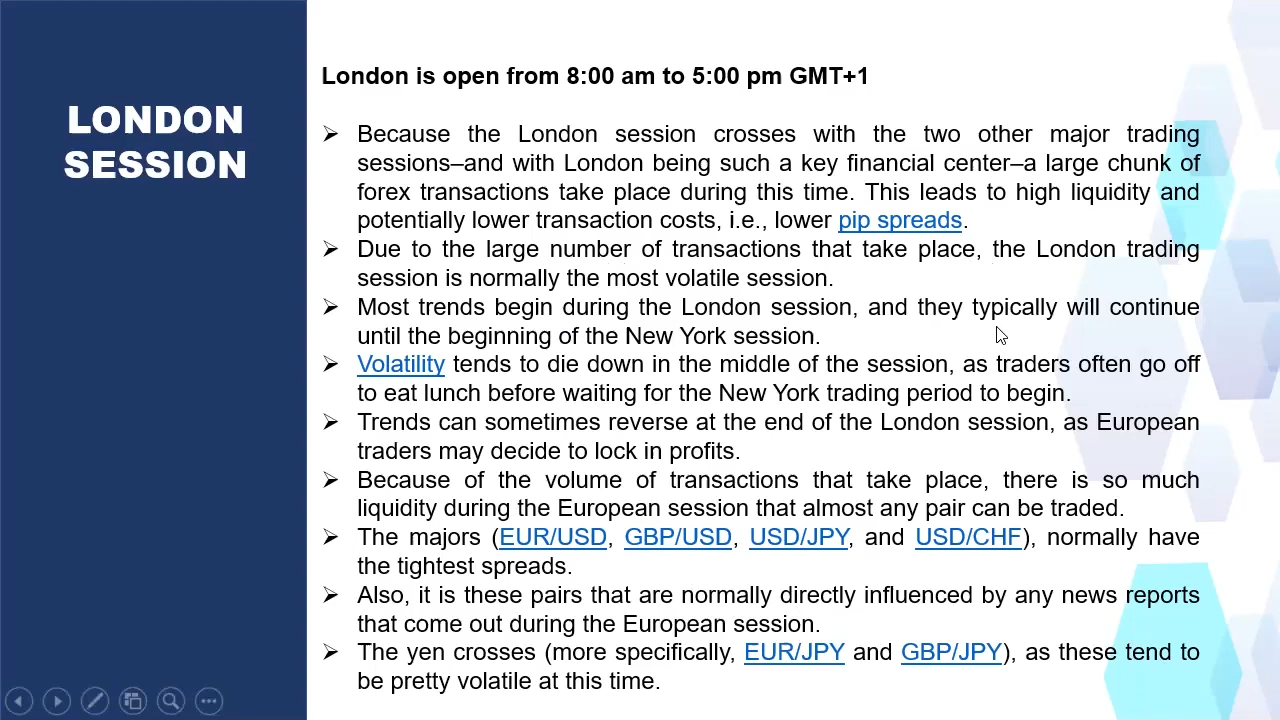 LONDON
SESSION
London is open from 8:00 am to 5:00 pm GMT+1
➢ Because the London session crosses with the two other major trading
sessions–and with London being such a key financial center–a large chunk of
forex transactions take place during this time. This leads to high liquidity and
potentially lower transaction costs, i.e., lower pip spreads.
➢ Due to the large number of transactions that take place, the London trading
session is normally the most volatile session.
➢ Most trends begin during the London session, and they typically will continue
until the beginning of the New York session.
➢ Volatility tends to die down in the middle of the session, as traders often go off
to eat lunch before waiting for the New York trading period to begin.
➢ Trends can sometimes reverse at the end of the London session, as European
traders may decide to lock in profits.
➢ Because of the volume of transactions that take place, there is so much
liquidity during the European session that almost any pair can be traded.
➢ The majors (EUR/USD, GBP/USD, USD/JPY, and USD/CHF), normally have
the tightest spreads.
➢ Also, it is these pairs that are normally directly influenced by any news reports
that come out during the European session.
➢ The yen crosses (more specifically, EUR/JPY and GBP/JPY), as these tend to
be pretty volatile at this time.